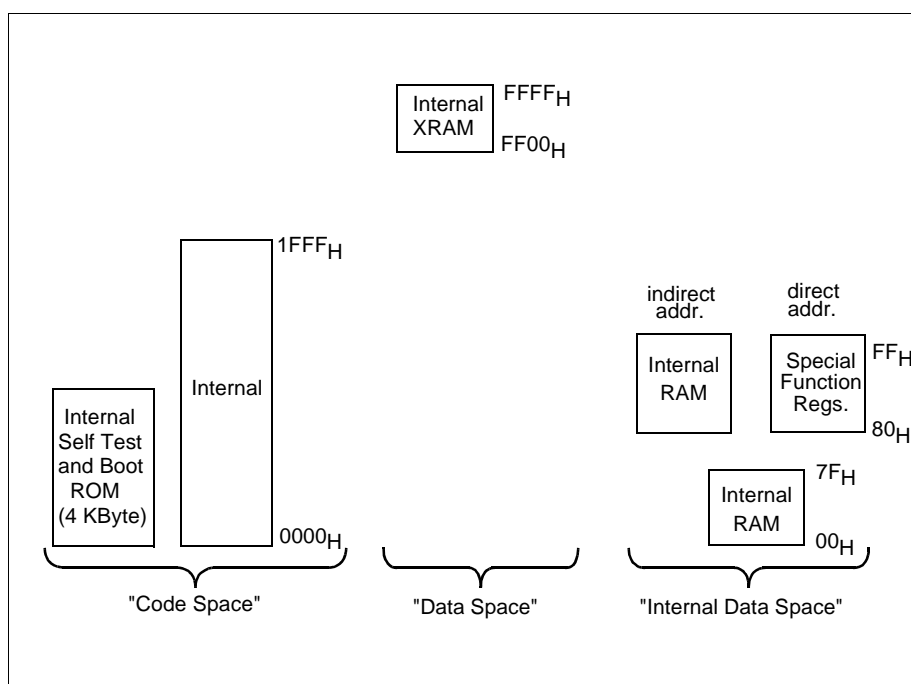 FFFFH
Internal
XRAM
FF00H
1FFFH
Internal
0000H
Internal
Self Test
and Boot
ROM
(4 KByte)
indirect
addr.
direct
addr.
Internal
RAM
Special
Function
Regs.
FFH
80H
Internal
RAM
7FH
00H
"Code Space"
"Data Space"
"Internal Data Space"